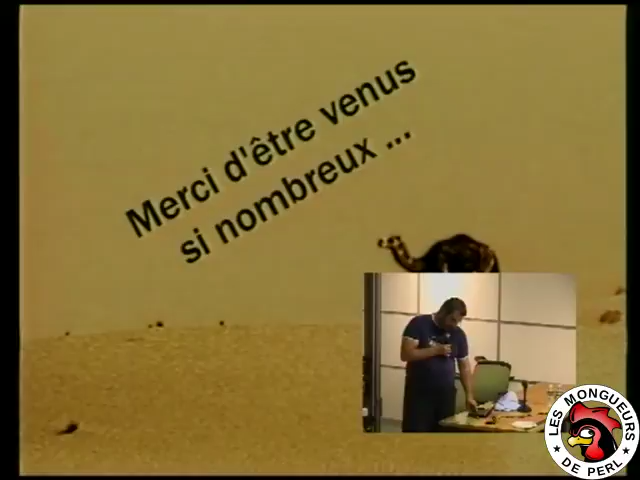 Merci d'être venus
si nombreux ...
LES MONGUEURS
DE PERL